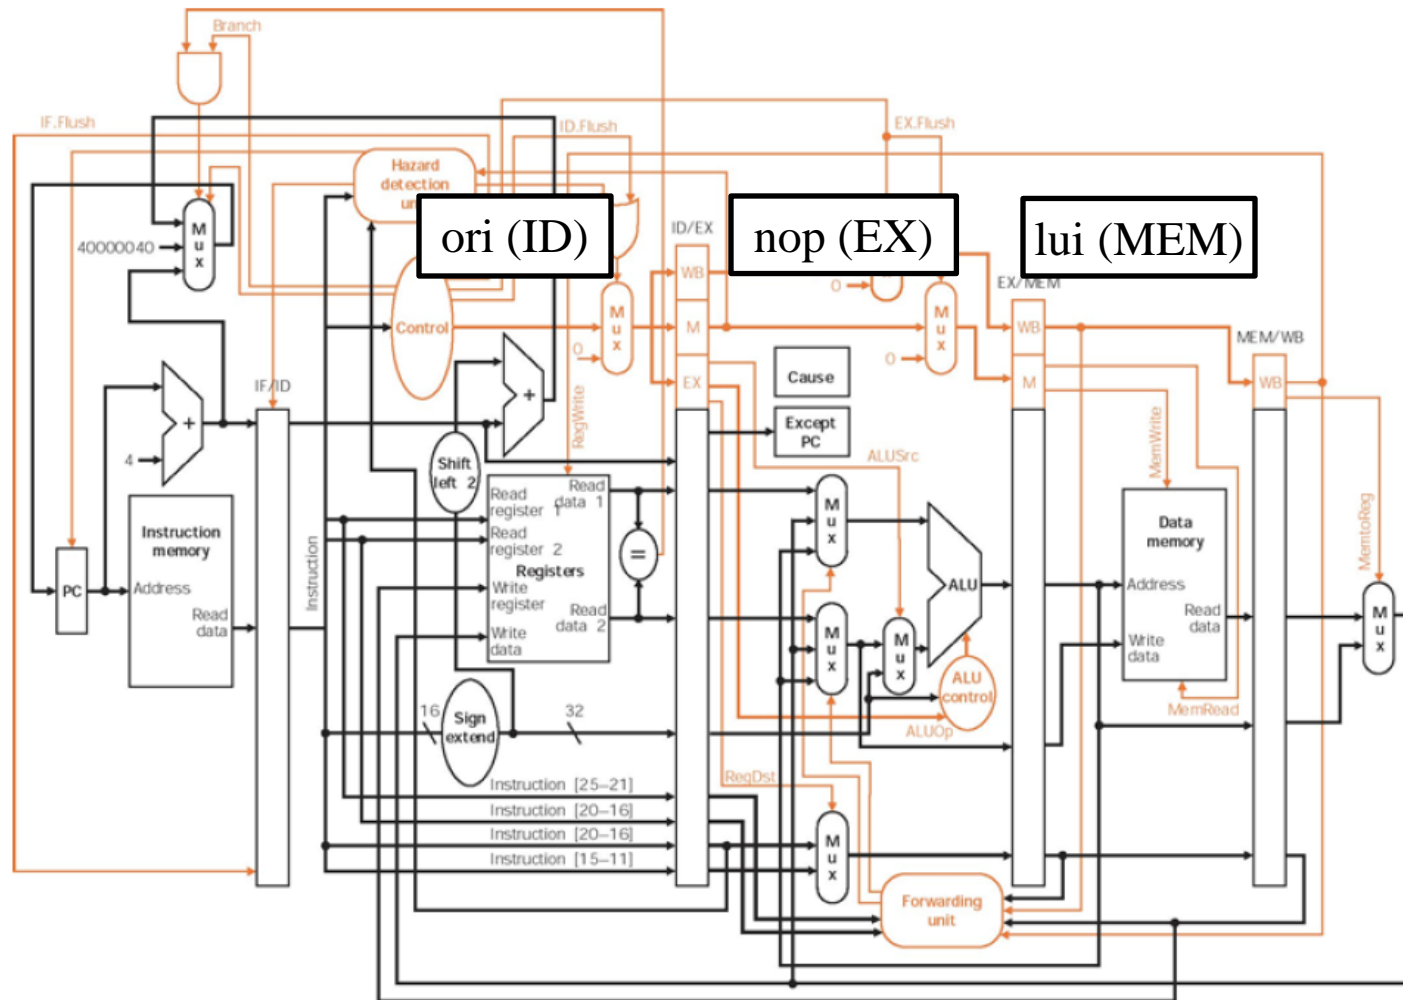 Branch
IF.Flush
ID.Flush
EX.Flush
Hazard
detection
ori (ID)
nop (EX)
lui (MEM)
ID/EX
EX/MEM
MEM/WB
IF/ID
M
u
x
40000040
Control
M
u
x
0
WB
M
EX
0
M
u
x
0
WB
M
WB
Cause
Except
PC
+
4
+
Shift
left 2
RegWrite
ALUSrc
MemWrite
MemtoReg
Instruction
memory
Address
Read
data
PC
Instruction
Read
register 1
Read
data 1
Read
register 2
Registers
Write
register
Read
data 2
Write
data
=
M
u
x
M
u
x
M
u
x
ALU
ALU
control
ALUOp
Data
memory
Address
Read
data
Write
data
MemRead
M
u
x
16
Sign
extend
32
RegDst
Instruction [25–21]
Instruction [20–16]
Instruction [20–16]
Instruction [15–11]
M
u
x
Forwarding
unit